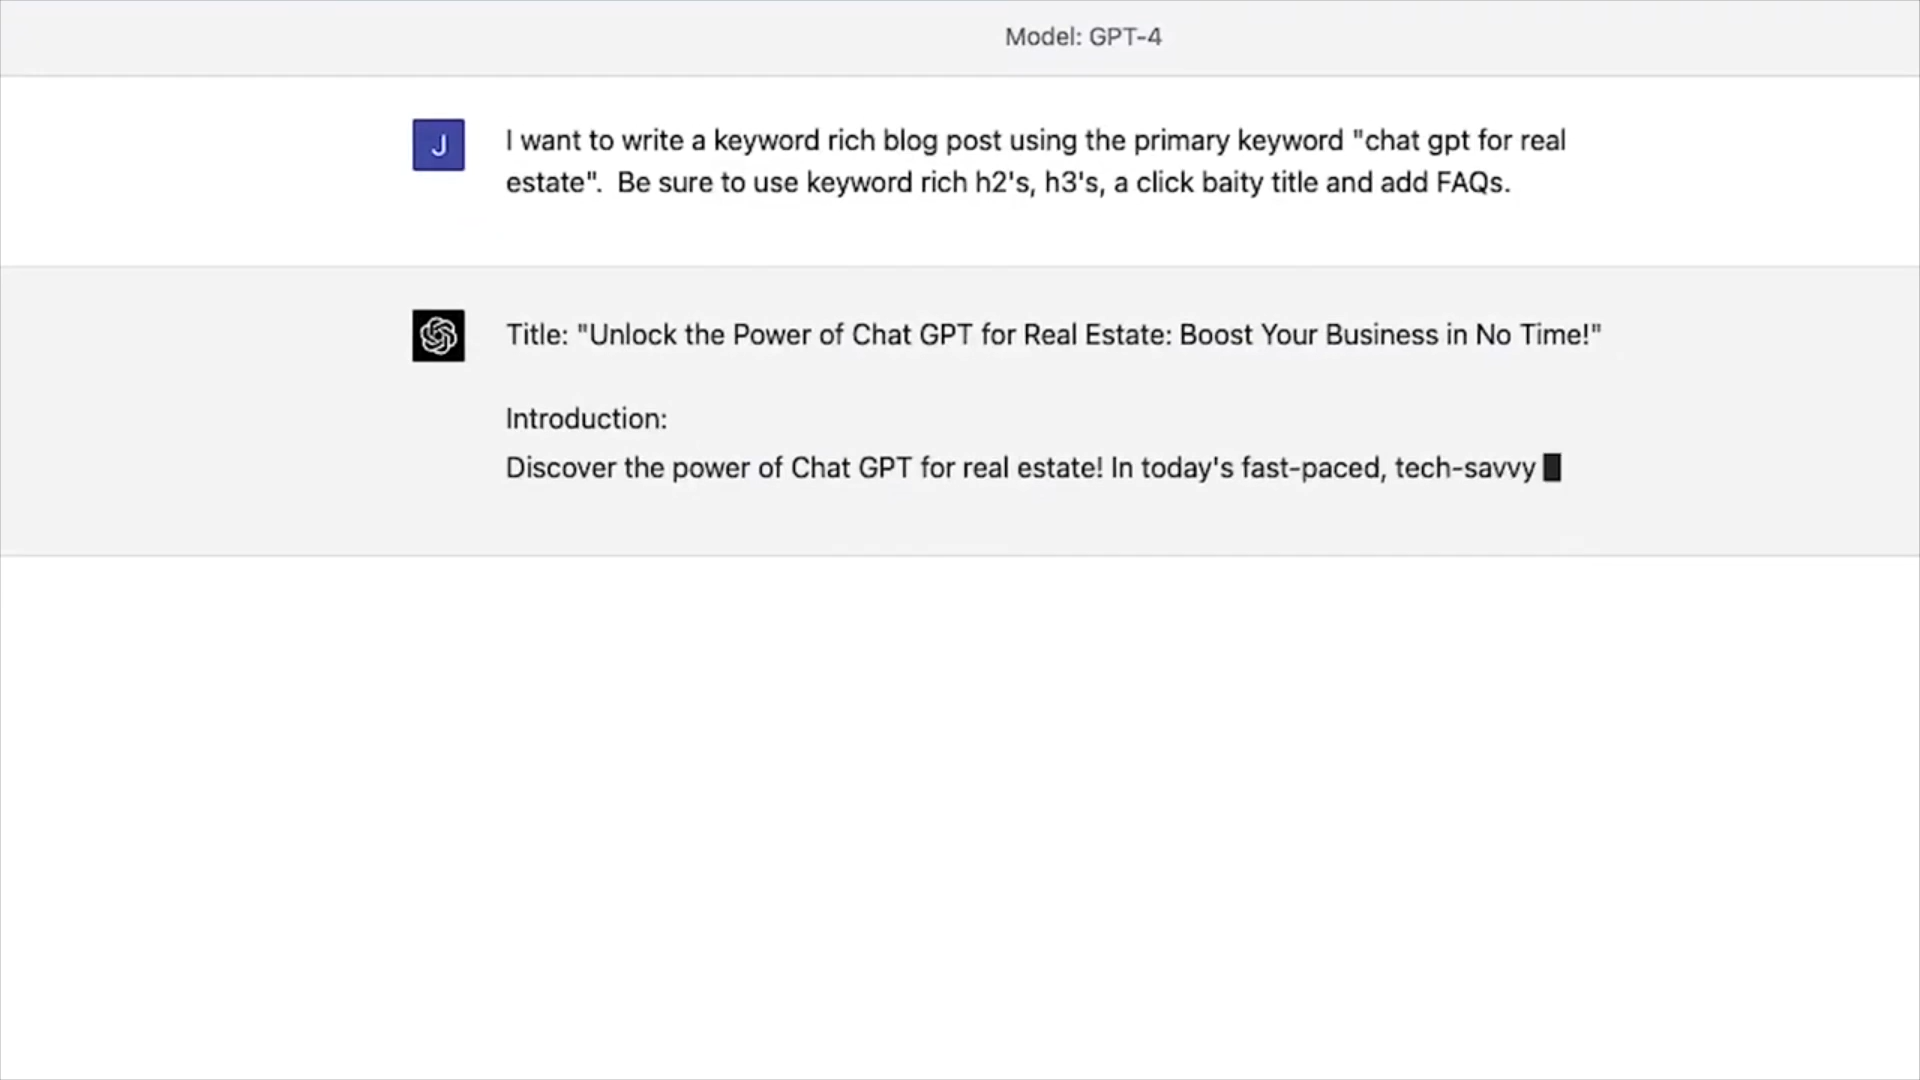 Model: GPT-4
J
I want to write a keyword rich blog post using the primary keyword "chat gpt for real
estate".  Be sure to use keyword rich h2's, h3's, a click baity title and add FAQs.
Title: "Unlock the Power of Chat GPT for Real Estate: Boost Your Business in No Time!"
Introduction:
Discover the power of Chat GPT for real estate! In today's fast-paced, tech-savvy